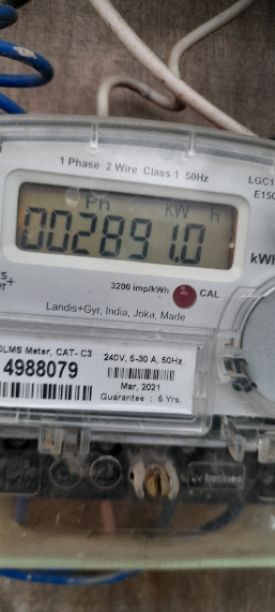 1 Phase 2 Wire Class 1 50Hz
LGC1
E150
Ph KW h
002891.0
kWh
3200 imp/kWh
CAL
Landis+Gyr, India, Joka, Made
DLMS Meter, CAT- C3
240V, 5-30 A, 50Hz
4988079
Mar, 2021
Guarantee : 5 Yrs.